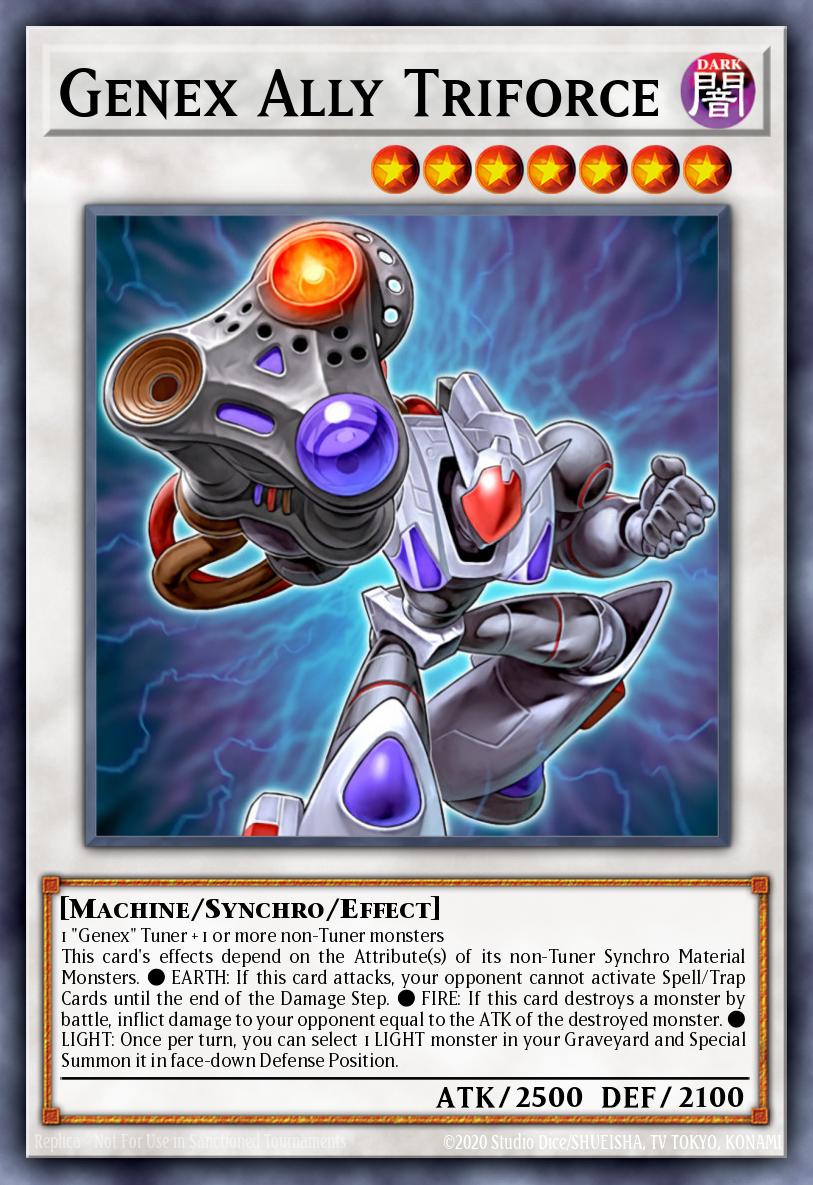 Genex Ally Triforce
DARK
闇
[Machine/Synchro/Effect]
1 "Genex" Tuner + 1 or more non-Tuner monsters
This card's effects depend on the Attribute(s) of its non-Tuner Synchro Material
Monsters. ● EARTH: If this card attacks, your opponent cannot activate Spell/Trap
Cards until the end of the Damage Step. ● FIRE: If this card destroys a monster by
battle, inflict damage to your opponent equal to the ATK of the destroyed monster. ●
LIGHT: Once per turn, you can select 1 LIGHT monster in your Graveyard and Special
Summon it in face-down Defense Position.
ATK/2500 DEF/2100
Replica - Not For Use in Sanctioned Tournaments
©2020 Studio Dice/SHUEISHA, TV TOKYO, KONAMI